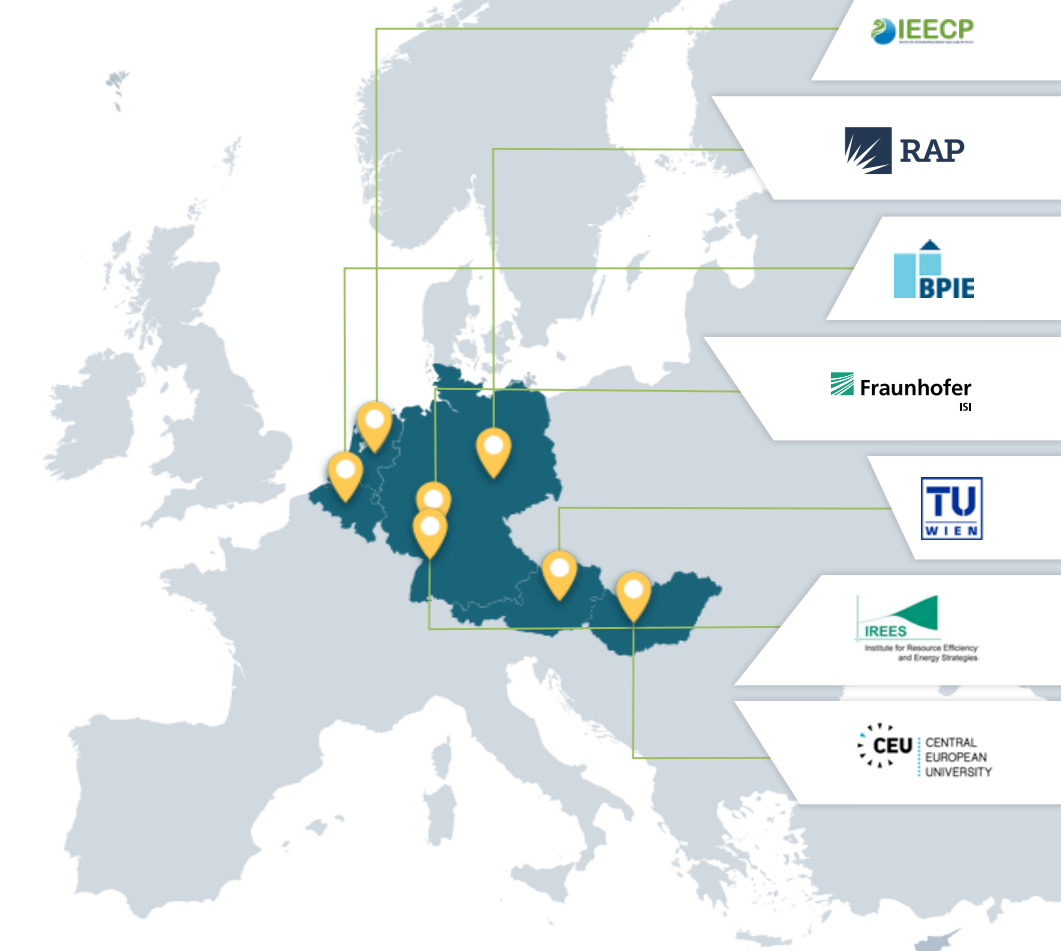 IEECP
RAP
BPIE
Fraunhofer
ISI
TU
WIEN
IREES
Institute for Resource Efficiency
and Energy Strategies
CEU
CENTRAL
EUROPEAN
UNIVERSITY